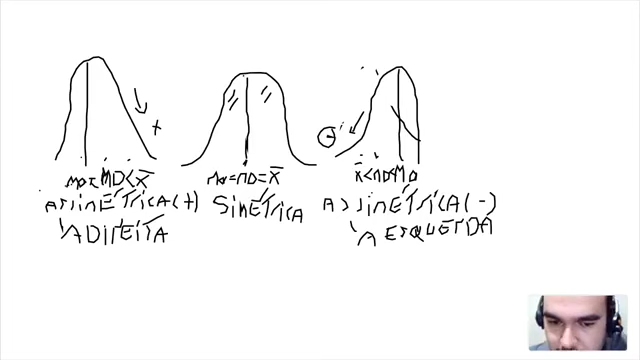 Mo<MD<X̄
ASSIMÉTRICA(+)
À DIREITA
+
Mo=MD=X̄
SIMÉTRICA
-
X̄<MD<Mo
ASSIMÉTRICA(-)
À ESQUERDA